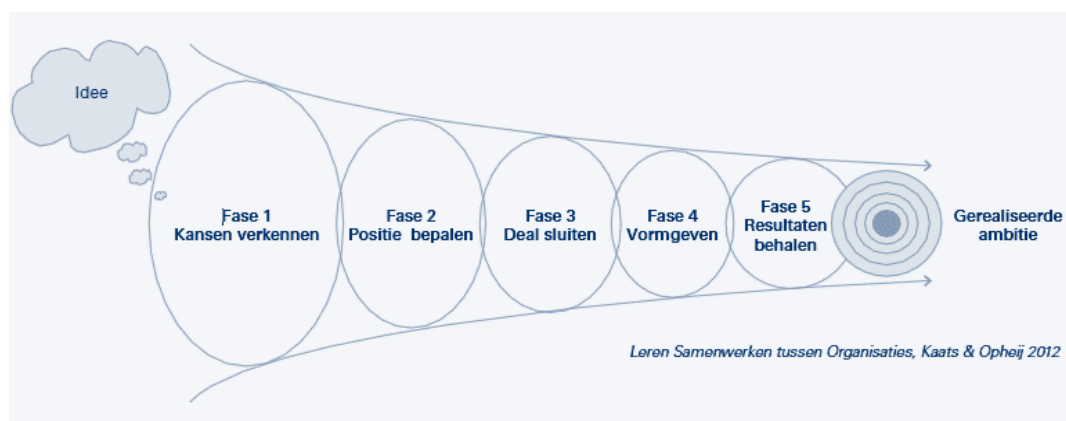 Idee
Fase 1
Kansen verkennen
Fase 2
Positie bepalen
Fase 3
Deal sluiten
Fase 4
Vormgeven
Fase 5
Resultaten
behalen
Gerealiseerde
ambitie
Leren Samenwerken tussen Organisaties, Kaats & Opheij 2012